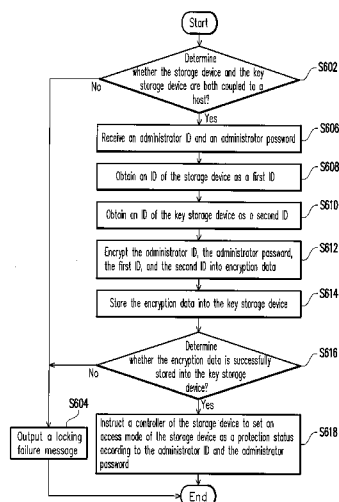 Start
Determine
whether the storage device and the key
storage device are both coupled to a
host?
S602
No
Yes
Receive an administrator ID and an administrator password
S606
Obtain an ID of the storage device as a first ID
S608
Obtain an ID of the key storage device as a second ID
S610
Encrypt the administrator ID, the administrator password,
the first ID, and the second ID into encryption data
S612
Store the encryption data into the key storage device
S614
Determine
whether the encryption data is successfully
stored into the key storage
device?
S616
No
Yes
S604
Output a locking
failure message
Instruct a controller of the storage device to set an
access mode of the storage device as a protection status
according to the administrator ID and the administrator
password
S618
End